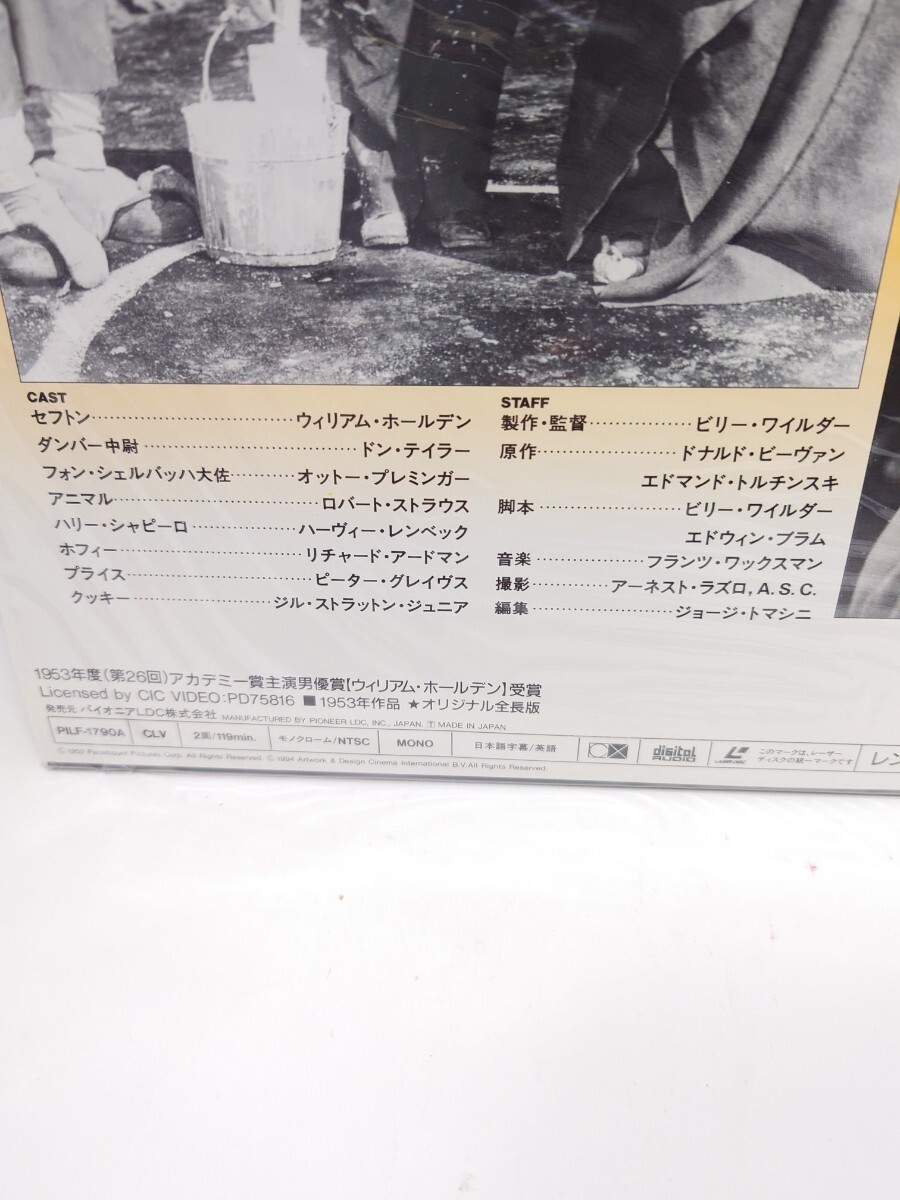 CAST
セフトン……………………ウィリアム・ホールデン
ダンバー中尉……………………ドン・テイラー
フォン・シェルバッハ大佐………オットー・プレミンガー
アニマル……………………ロバート・ストラウス
ハリー・シャピーロ……………ハーヴィー・レンベック
ホフィー……………………リチャード・アードマン
プライス……………………ピーター・グレイヴス
クッキー………………ジル・ストラットン・ジュニア
STAFF
製作・監督……………ビリー・ワイルダー
原作…………………ドナルド・ビーヴァン
エドマンド・トルチンスキ
脚本…………………ビリー・ワイルダー
エドウィン・ブラム
音楽………………フランツ・ワックスマン
撮影…………アーネスト・ラズロ, A.S.C.
編集…………………ジョージ・トマシニ
1953年度(第26回)アカデミー賞主演男優賞【ウィリアム・ホールデン】受賞
Licensed by CIC VIDEO:PD75816 ■1953年作品 ★オリジナル全長版
発売元 パイオニアLDC株式会社 MANUFACTURED BY PIONEER LDC, INC., JAPAN. Ⓣ MADE IN JAPAN
PILF-1790A CLV 2面/119min. モノクローム/NTSC MONO 日本語字幕/英語 CX digital AUDIO LASERDISC このマークは、レーザーディスクの統一マークです レン
© 1952 Paramount Pictures Corp. All Rights Reserved. © 1994 Artwork & Design Cinema International B.V. All Rights Reserved.